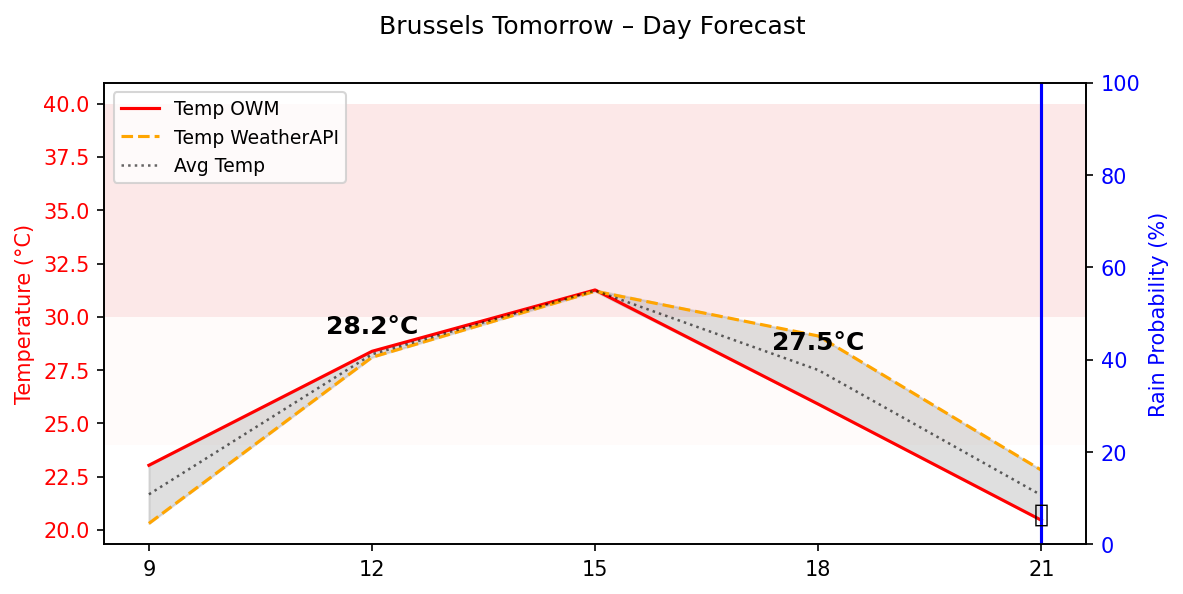 Brussels Tomorrow – Day Forecast
Temp OWM
Temp WeatherAPI
Avg Temp
Temperature (°C)
40.0
37.5
35.0
32.5
30.0
27.5
25.0
22.5
20.0
28.2°C
27.5°C
100
80
60
40
20
0
Rain Probability (%)
9 12 15 18 21